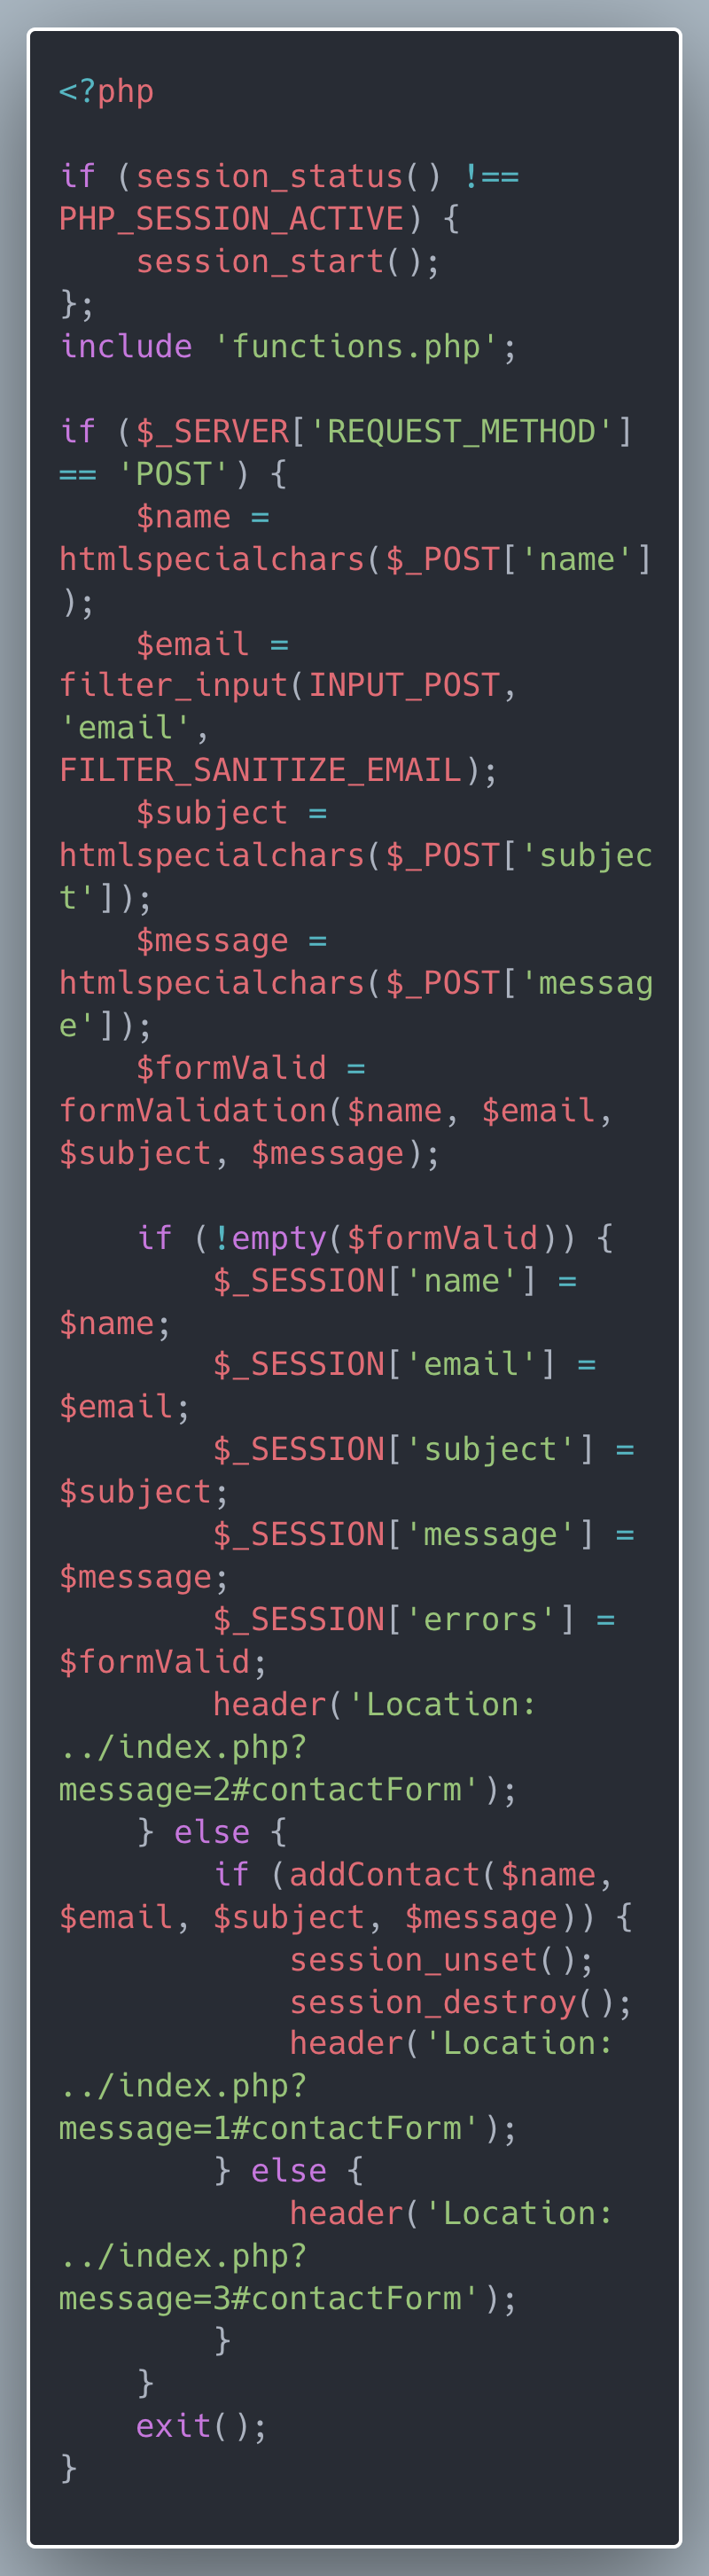 <?php

if (session_status() !==
PHP_SESSION_ACTIVE) {
    session_start();
};
include 'functions.php';

if ($_SERVER['REQUEST_METHOD']
== 'POST') {
    $name =
htmlspecialchars($_POST['name']
);
    $email =
filter_input(INPUT_POST,
'email',
FILTER_SANITIZE_EMAIL);
    $subject =
htmlspecialchars($_POST['subjec
t']);
    $message =
htmlspecialchars($_POST['messag
e']);
    $formValid =
formValidation($name, $email,
$subject, $message);

    if (!empty($formValid)) {
        $_SESSION['name'] =
$name;
        $_SESSION['email'] =
$email;
        $_SESSION['subject'] =
$subject;
        $_SESSION['message'] =
$message;
        $_SESSION['errors'] =
$formValid;
        header('Location:
../index.php?
message=2#contactForm');
    } else {
        if (addContact($name,
$email, $subject, $message)) {
            session_unset();
            session_destroy();
            header('Location:
../index.php?
message=1#contactForm');
        } else {
            header('Location:
../index.php?
message=3#contactForm');
        }
    }
    exit();
}